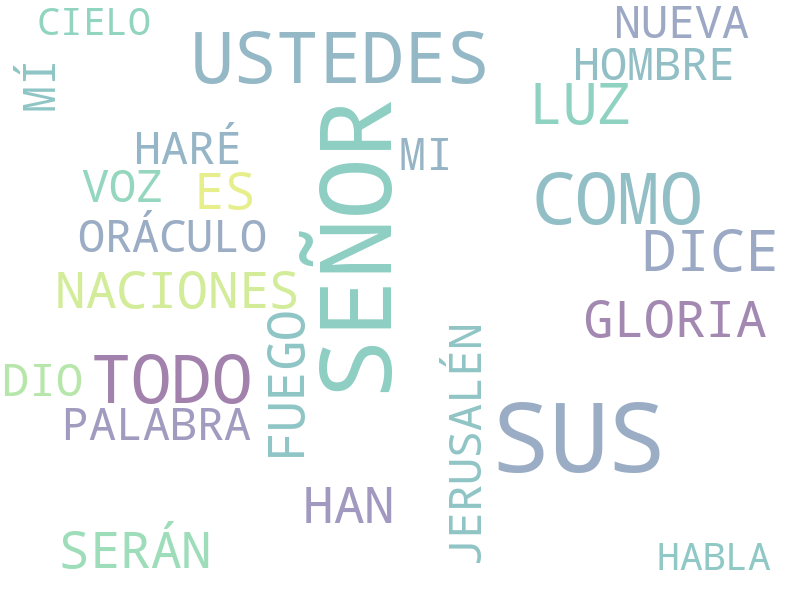 CIELO
NUEVA
USTEDES
HOMBRE
MÍ
LUZ
HARÉ
MI
SEÑOR
VOZ
ES
COMO
ORÁCULO
DICE
NACIONES
GLORIA
FUEGO
JERUSALÉN
DIO
TODO
PALABRA
SUS
HAN
SERÁN
HABLA